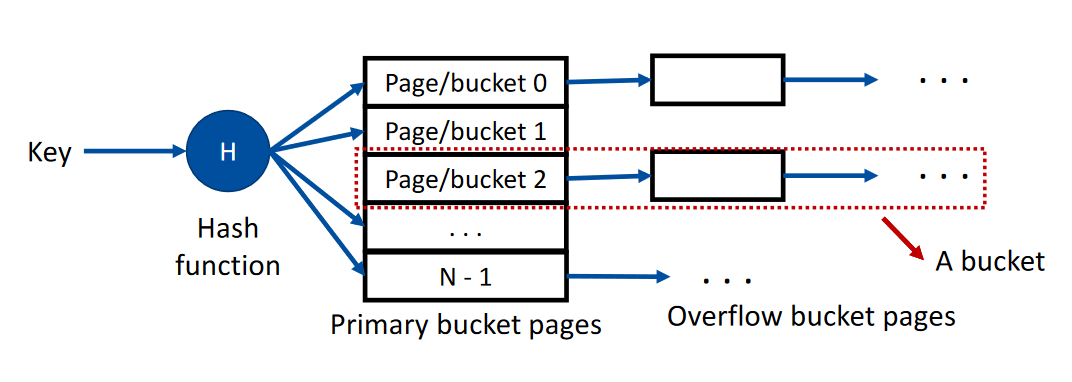 Key
H
Hash
function
Page/bucket 0
Page/bucket 1
Page/bucket 2
. . .
N - 1
Primary bucket pages
. . .
. . .
. . .
A bucket
Overflow bucket pages